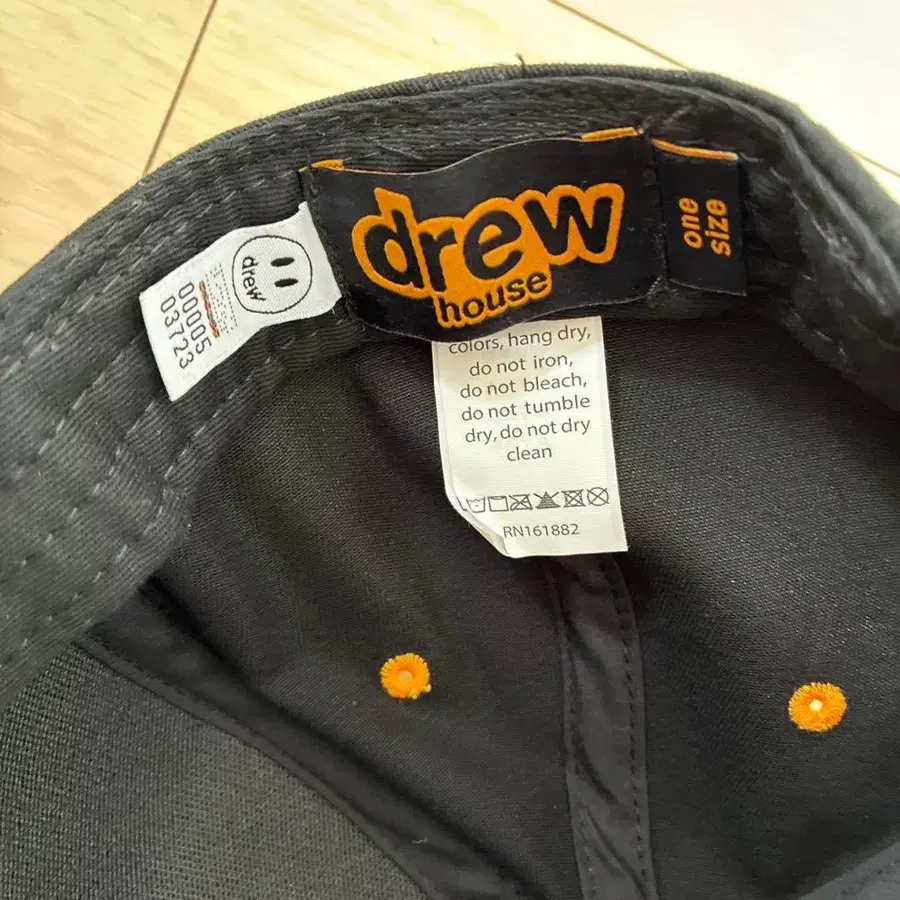 drew
house
one
size
drew
00005
03723
colors, hang dry,
do not iron,
do not bleach,
do not tumble
dry, do not dry
clean
RN161882